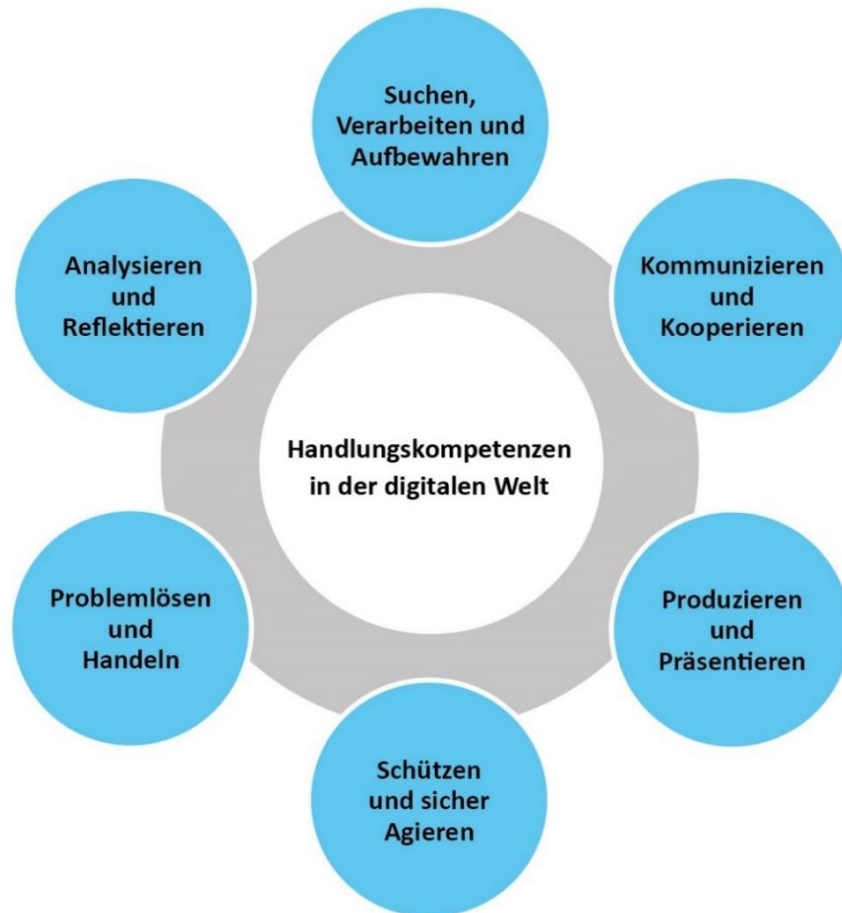 Suchen,
Verarbeiten und
Aufbewahren
Kommunizieren
und
Kooperieren
Produzieren
und
Präsentieren
Schützen
und sicher
Agieren
Problemlösen
und
Handeln
Analysieren
und
Reflektieren
Handlungskompetenzen
in der digitalen Welt